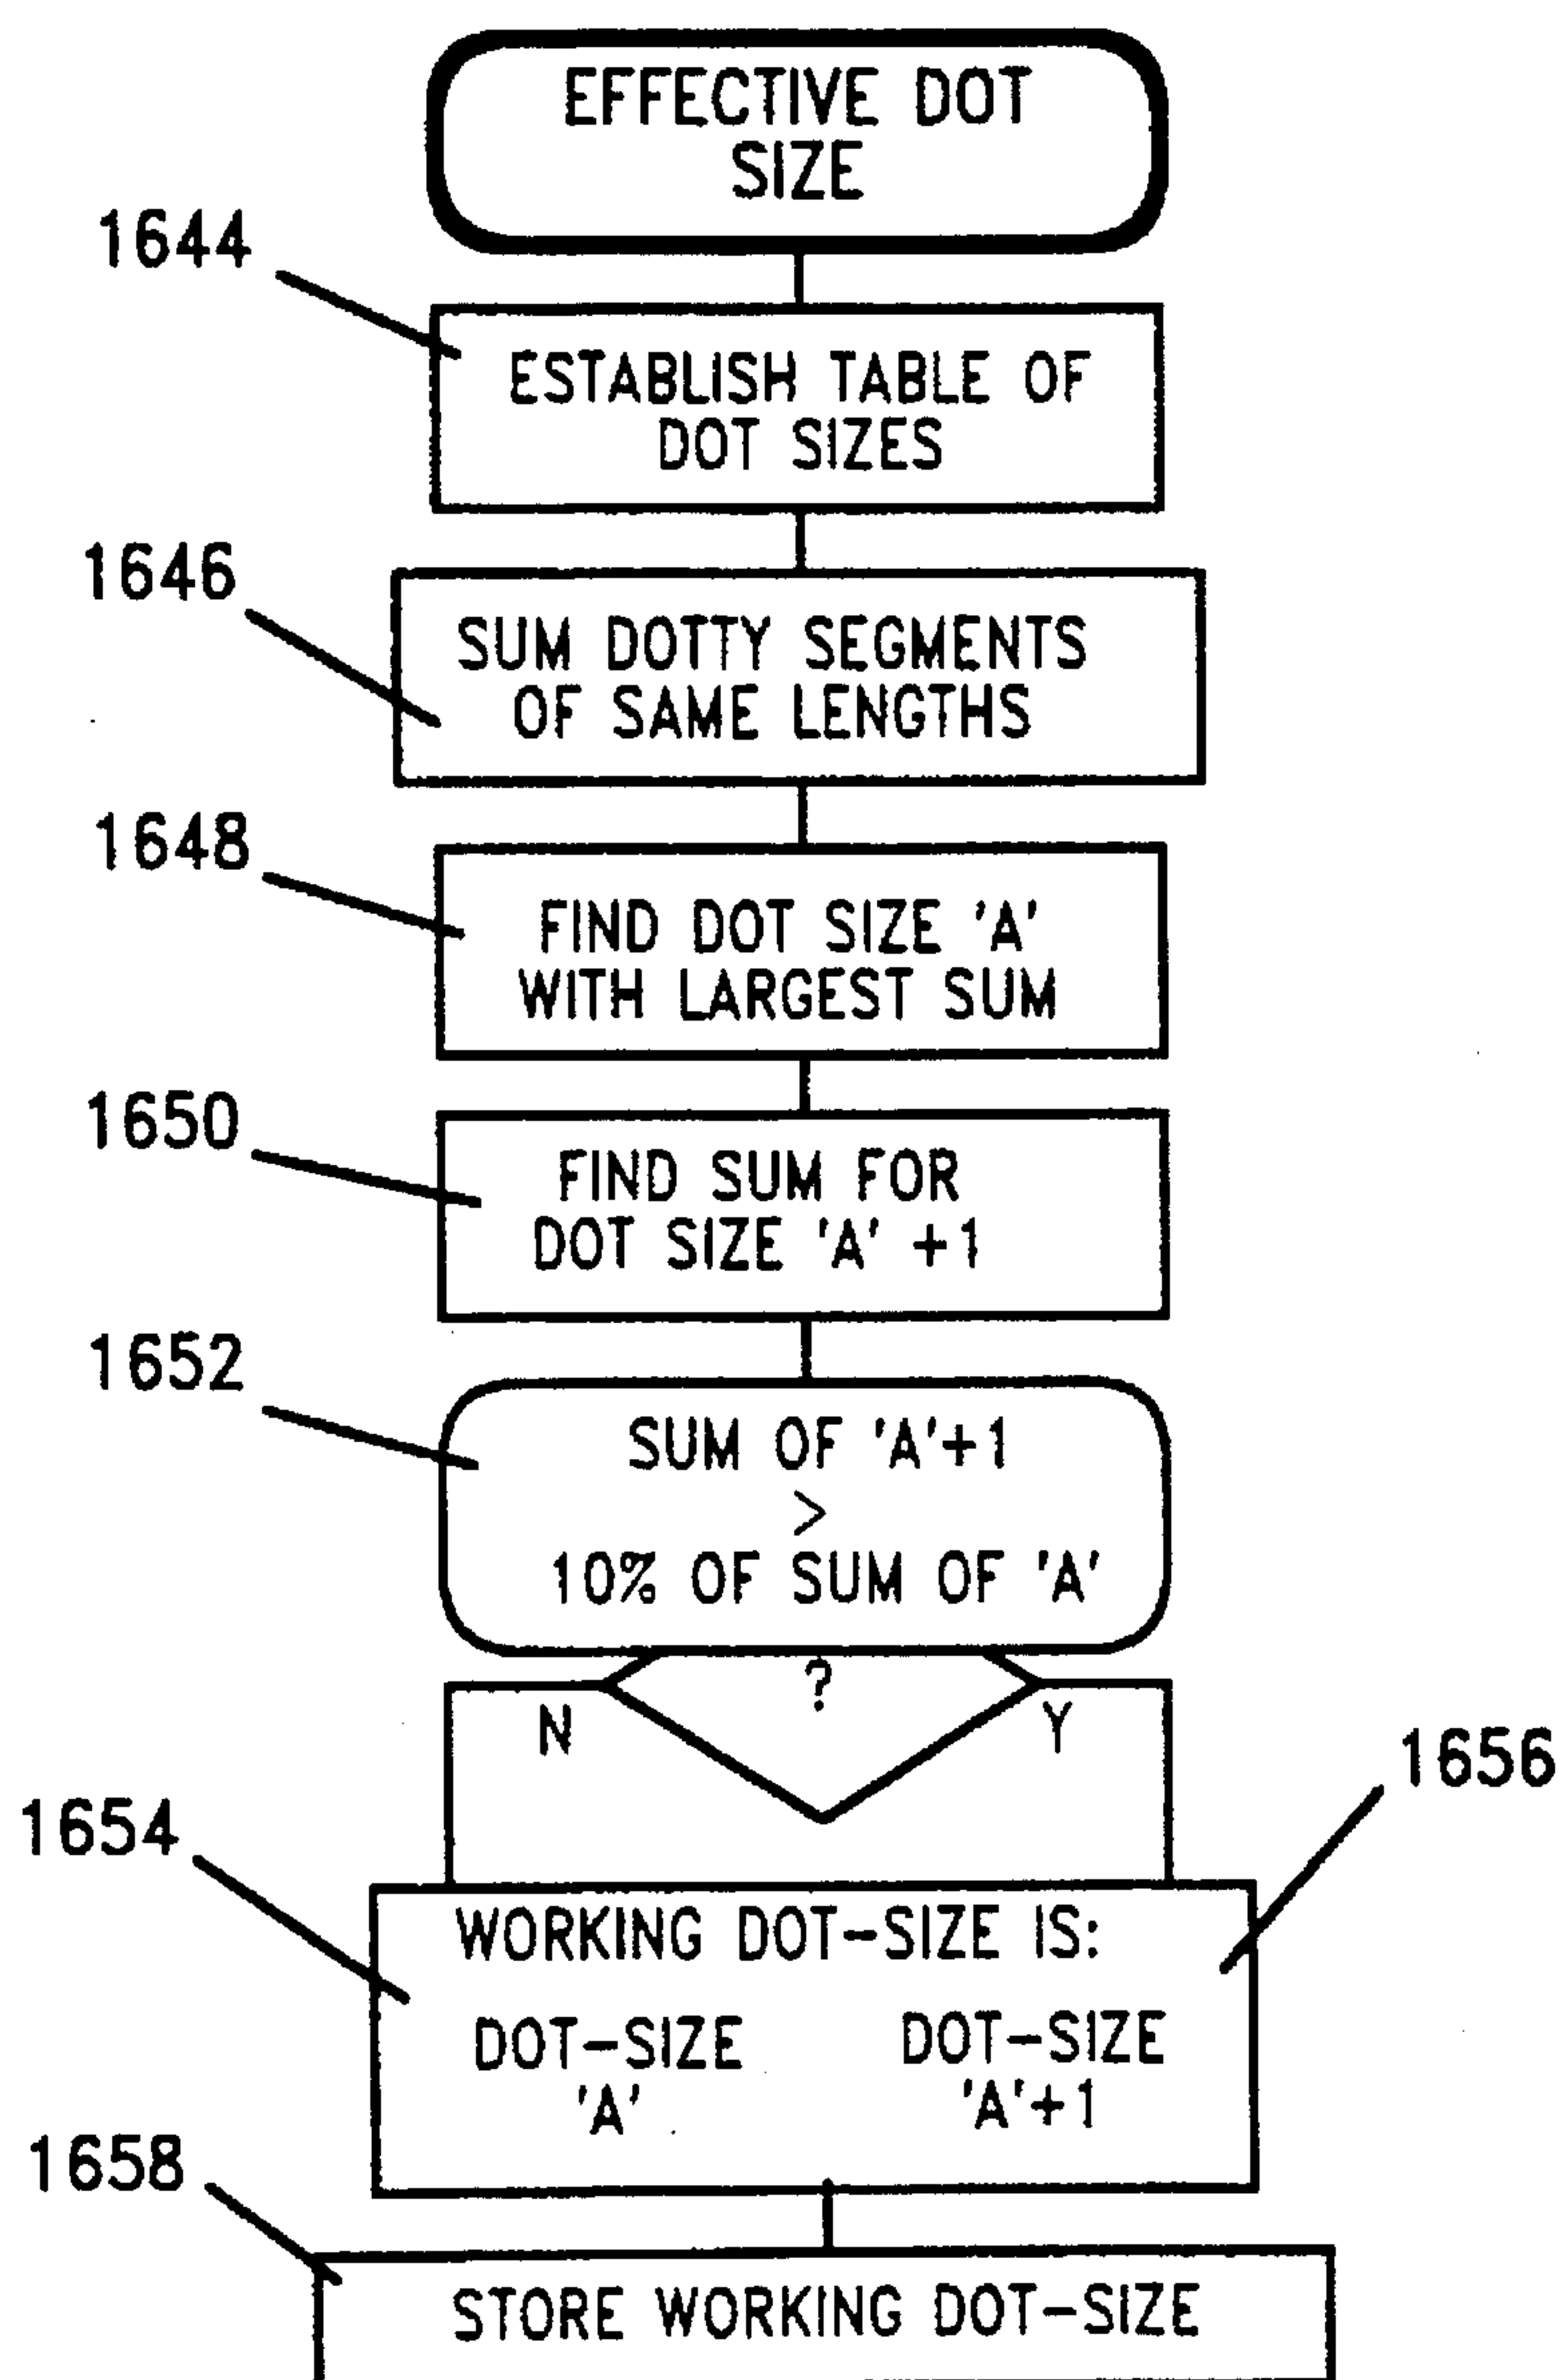 EFFECTIVE DOT
SIZE
1644
ESTABLISH TABLE OF
DOT SIZES
1646
SUM DOTTY SEGMENTS
OF SAME LENGTHS
1648
FIND DOT SIZE 'A'
WITH LARGEST SUM
1650
FIND SUM FOR
DOT SIZE 'A' +1
1652
SUM OF 'A'+1
>
10% OF SUM OF 'A'
?
N
Y
1656
1654
WORKING DOT-SIZE IS:
DOT-SIZE DOT-SIZE
'A' 'A'+1
1658
STORE WORKING DOT-SIZE